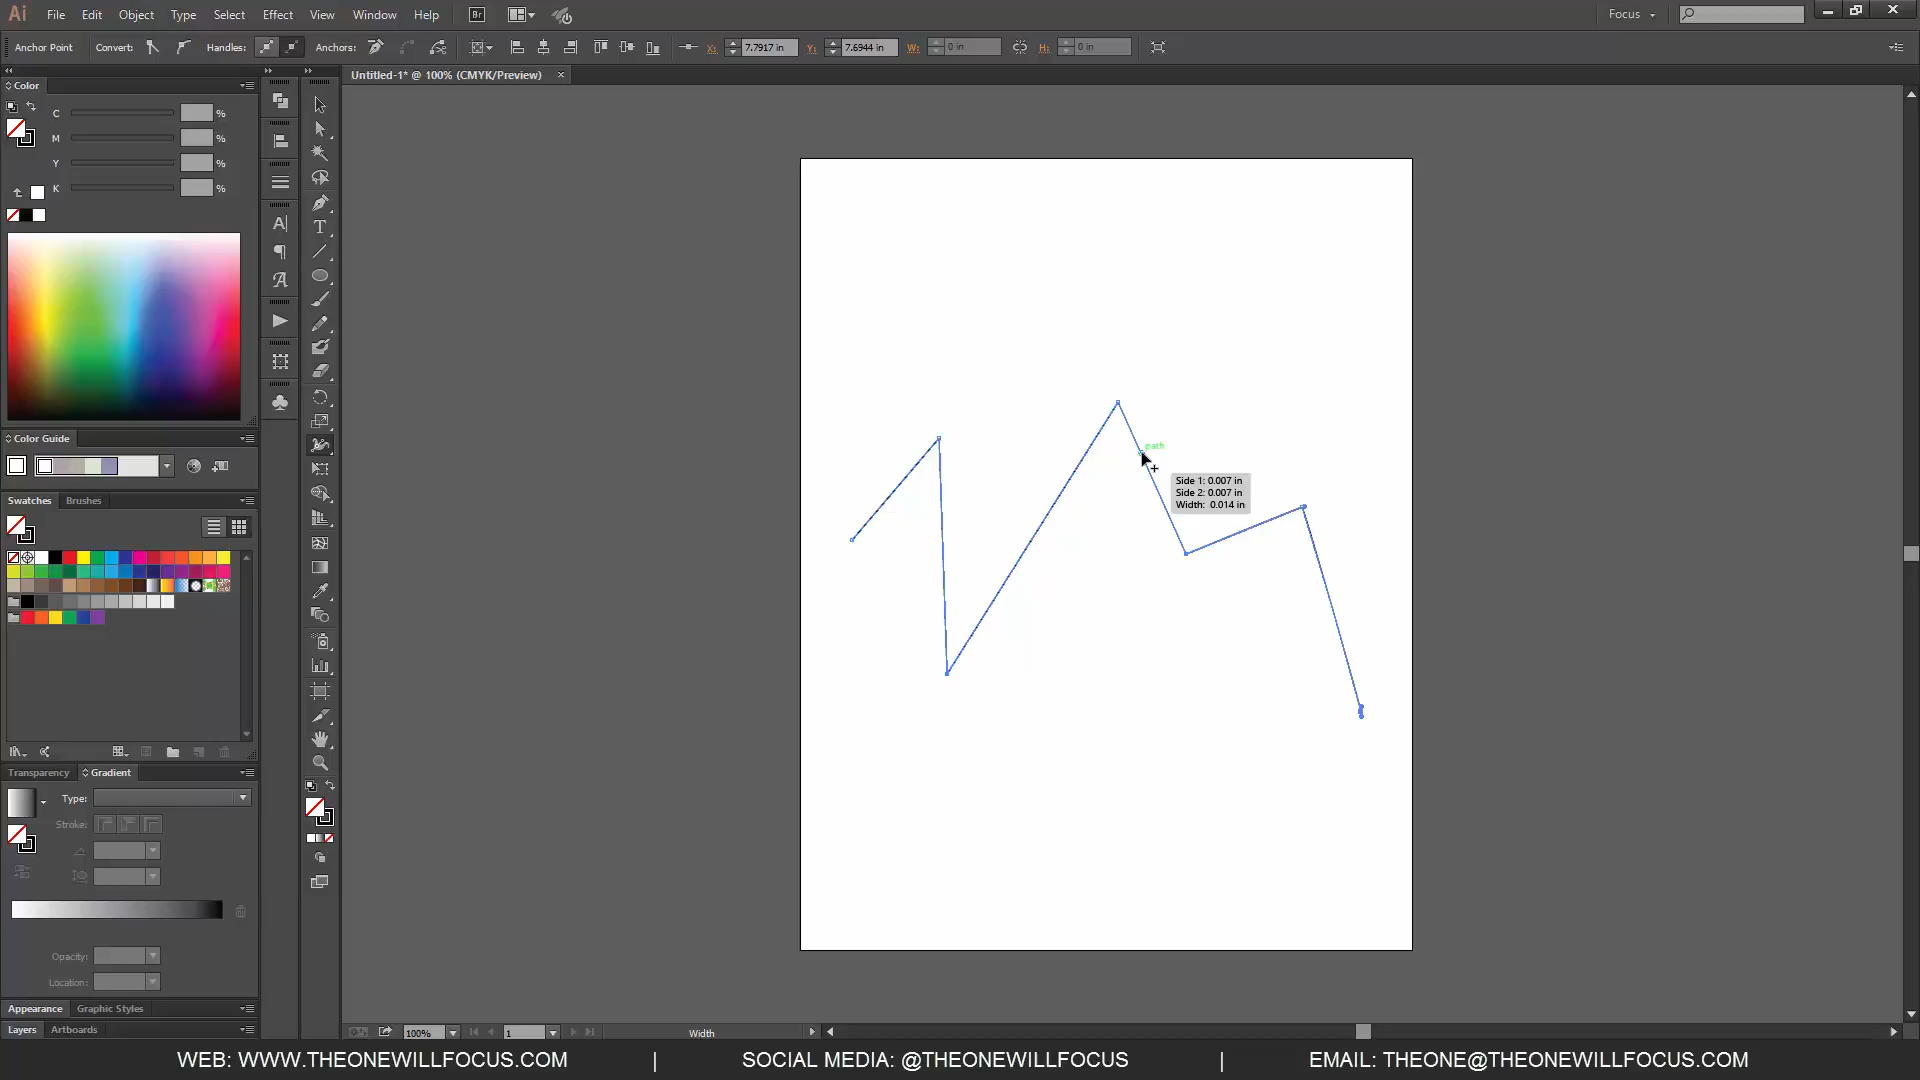 Ai File Edit Object Type Select Effect View Window Help Br Focus
Anchor Point Convert: Handles: Anchors: X: 7.7917 in Y: 7.6944 in W: 0 in H: 0 in
Untitled-1* @ 100% (CMYK/Preview) ×
Color
C %
M %
Y %
K %
Color Guide
Swatches Brushes
Transparency Gradient
Type:
Stroke:
Opacity:
Location:
Appearance Graphic Styles
Layers Artboards
path
Side 1: 0.007 in
Side 2: 0.007 in
Width: 0.014 in
100% 1 Width
WEB: WWW.THEONEWILLFOCUS.COM | SOCIAL MEDIA: @THEONEWILLFOCUS | EMAIL: THEONE@THEONEWILLFOCUS.COM